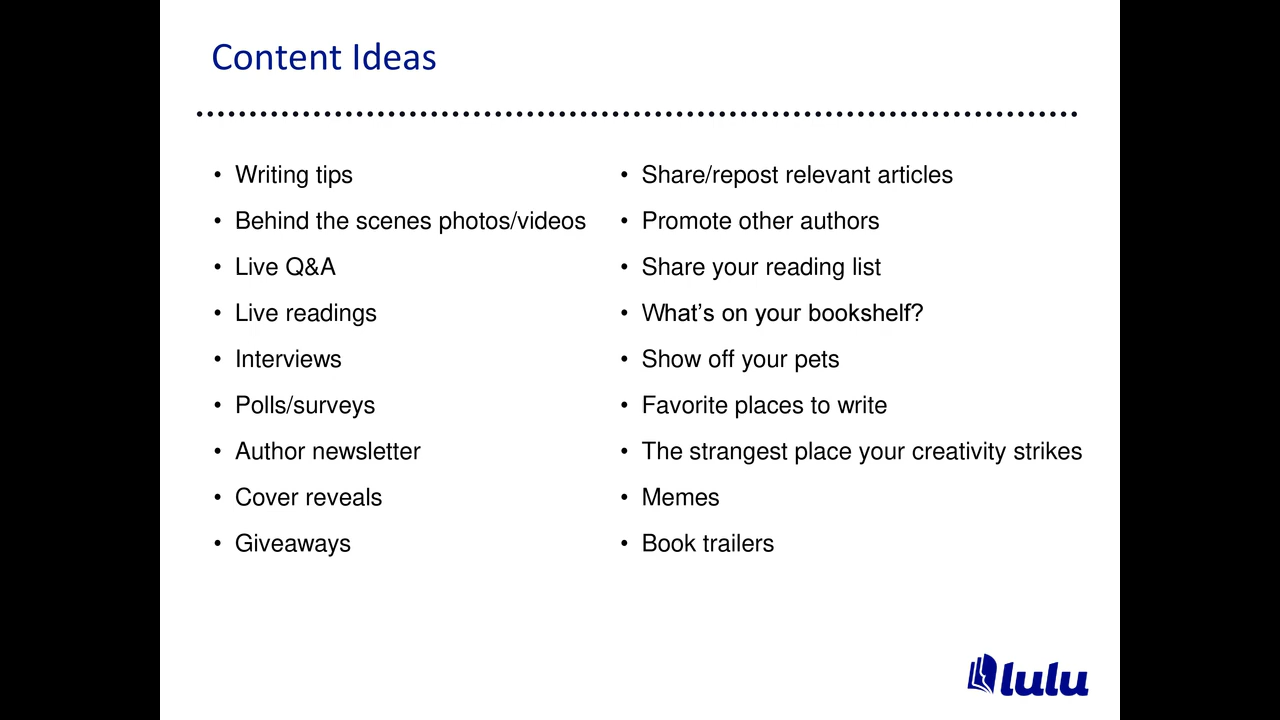 Content Ideas
• Writing tips
• Behind the scenes photos/videos
• Live Q&A
• Live readings
• Interviews
• Polls/surveys
• Author newsletter
• Cover reveals
• Giveaways
• Share/repost relevant articles
• Promote other authors
• Share your reading list
• What’s on your bookshelf?
• Show off your pets
• Favorite places to write
• The strangest place your creativity strikes
• Memes
• Book trailers
lulu